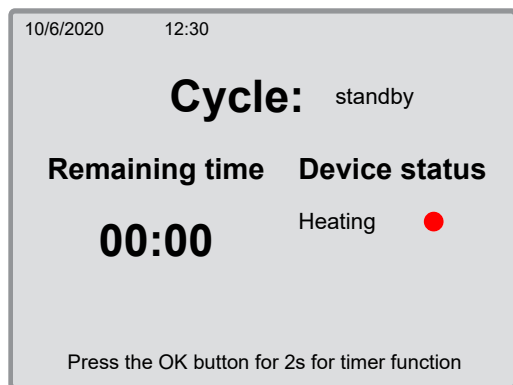 10/6/2020 12:30
Cycle: standby
Remaining time Device status
Heating
00:00
Press the OK button for 2s for timer function